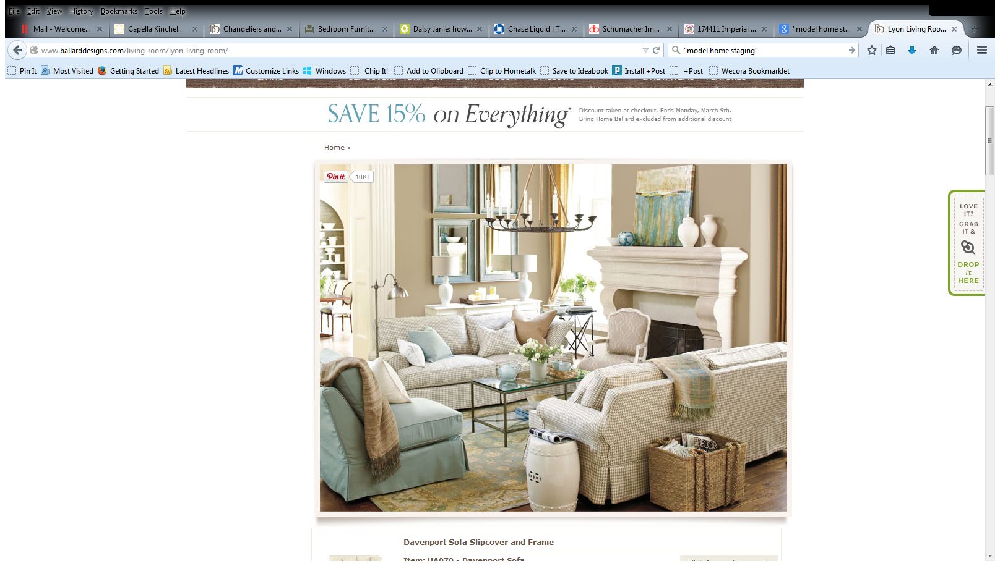 File Edit View History Bookmarks Tools Help
Mail - Welcome... Capella Kinchel... Chandeliers and... Bedroom Furnit... Daisy Janie: how... Chase Liquid | T... Schumacher Im... 174411 Imperial ... "model home st... Lyon Living Roo...
www.ballarddesigns.com/living-room/lyon-living-room/ "model home staging"
Pin It Most Visited Getting Started Latest Headlines Customize Links Windows Chip It! Add to Olioboard Clip to Hometalk Save to Ideabook Install +Post +Post Wecora Bookmarklet
SAVE 15% on Everything*
Discount taken at checkout. Ends Monday, March 9th.
Bring Home Ballard excluded from additional discount
Home >
Pin it 10K+
LOVE
IT?
GRAB
IT &
DROP
it
HERE
Davenport Sofa Slipcover and Frame
Item: UA070 - Davenport Sofa